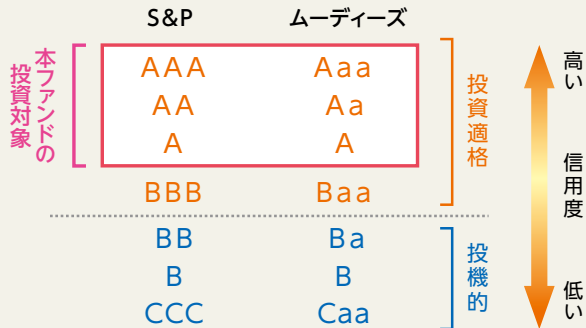 S&P ムーディーズ
本ファンドの
投資対象
AAA Aaa
AA Aa
A A
BBB Baa
投資適格
BB Ba
B B
CCC Caa
投機的
高い
信用度
低い